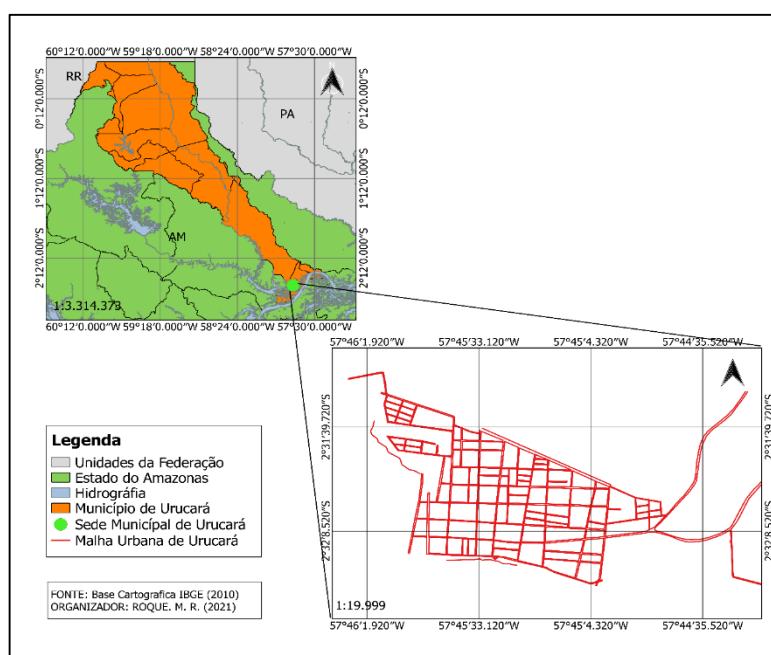 60°12'0.000"W 59°18'0.000"W 58°24'0.000"W 57°30'0.000"W
RR
PA
AM
0°12'0.000"S
1°12'0.000"S
2°12'0.000"S
0°12'0.000"S
1°12'0.000"S
2°12'0.000"S
1:3.314.373
60°12'0.000"W 59°18'0.000"W 58°24'0.000"W 57°30'0.000"W
57°46'1.920"W 57°45'33.120"W 57°45'4.320"W 57°44'35.520"W
2°31'39.720"S
2°32'8.520"S
2°31'39.720"S
2°32'8.520"S
1:19.999
57°46'1.920"W 57°45'33.120"W 57°45'4.320"W 57°44'35.520"W
Legenda
Unidades da Federação
Estado do Amazonas
Hidrográfia
Município de Urucará
Sede Municípal de Urucará
Malha Urbana de Urucará
FONTE: Base Cartografica IBGE (2010)
ORGANIZADOR: ROQUE. M. R. (2021)